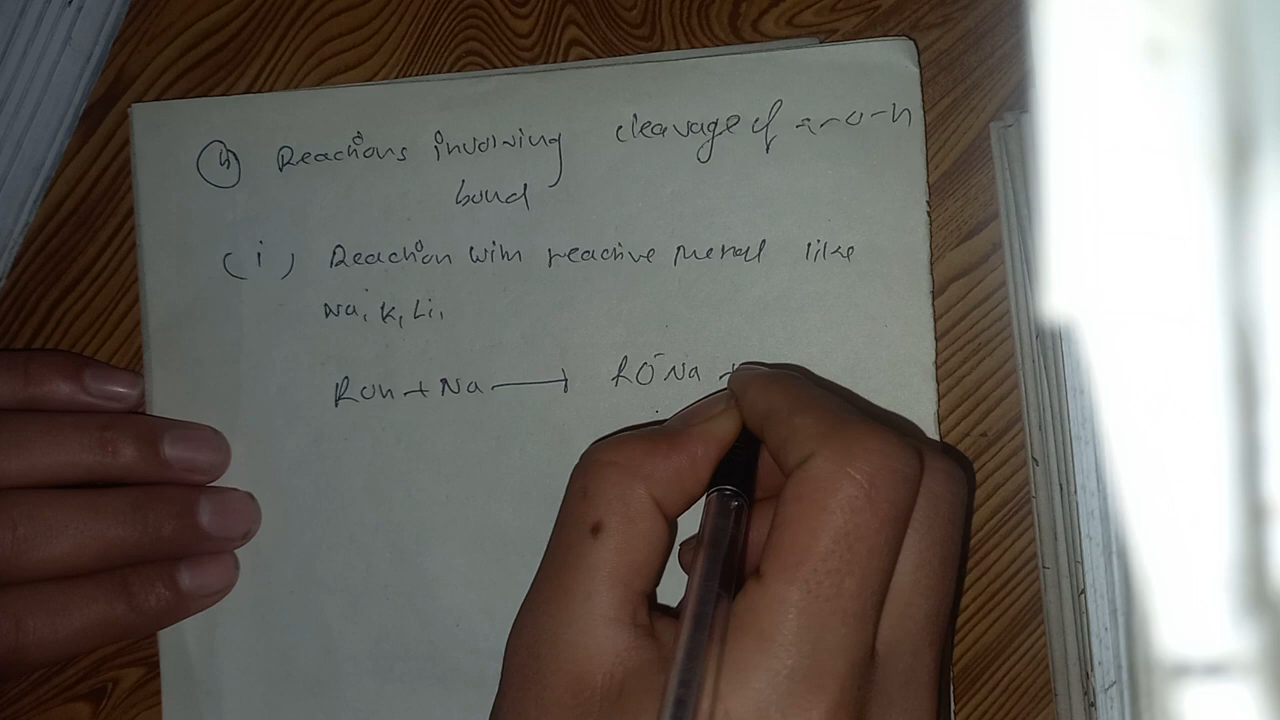 (4) Reactions involving cleavage of -O-H
bond
(i) Reaction with reactive metal like
Na, K, Li,
ROH + Na → RO⁻Na +